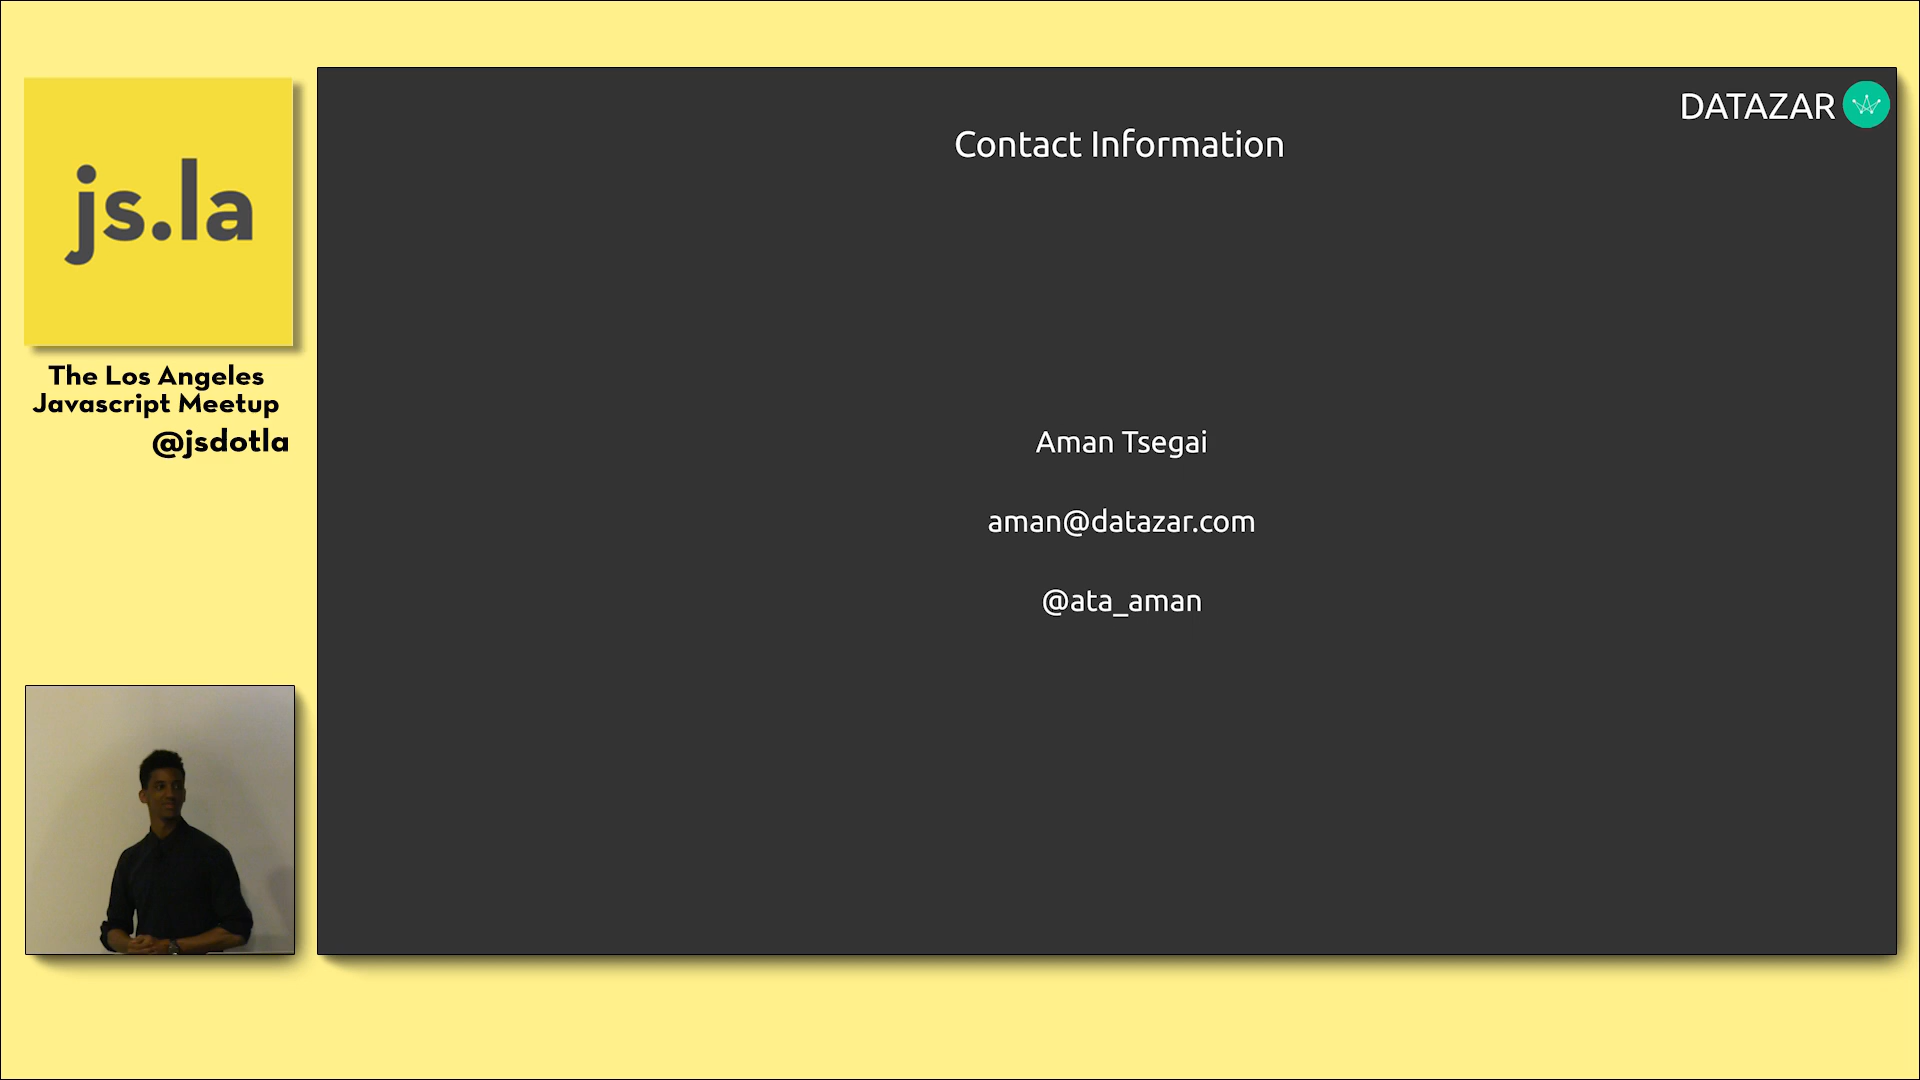 js.la
The Los Angeles
Javascript Meetup
@jsdotla
DATAZAR
Contact Information
Aman Tsegai
aman@datazar.com
@ata_aman